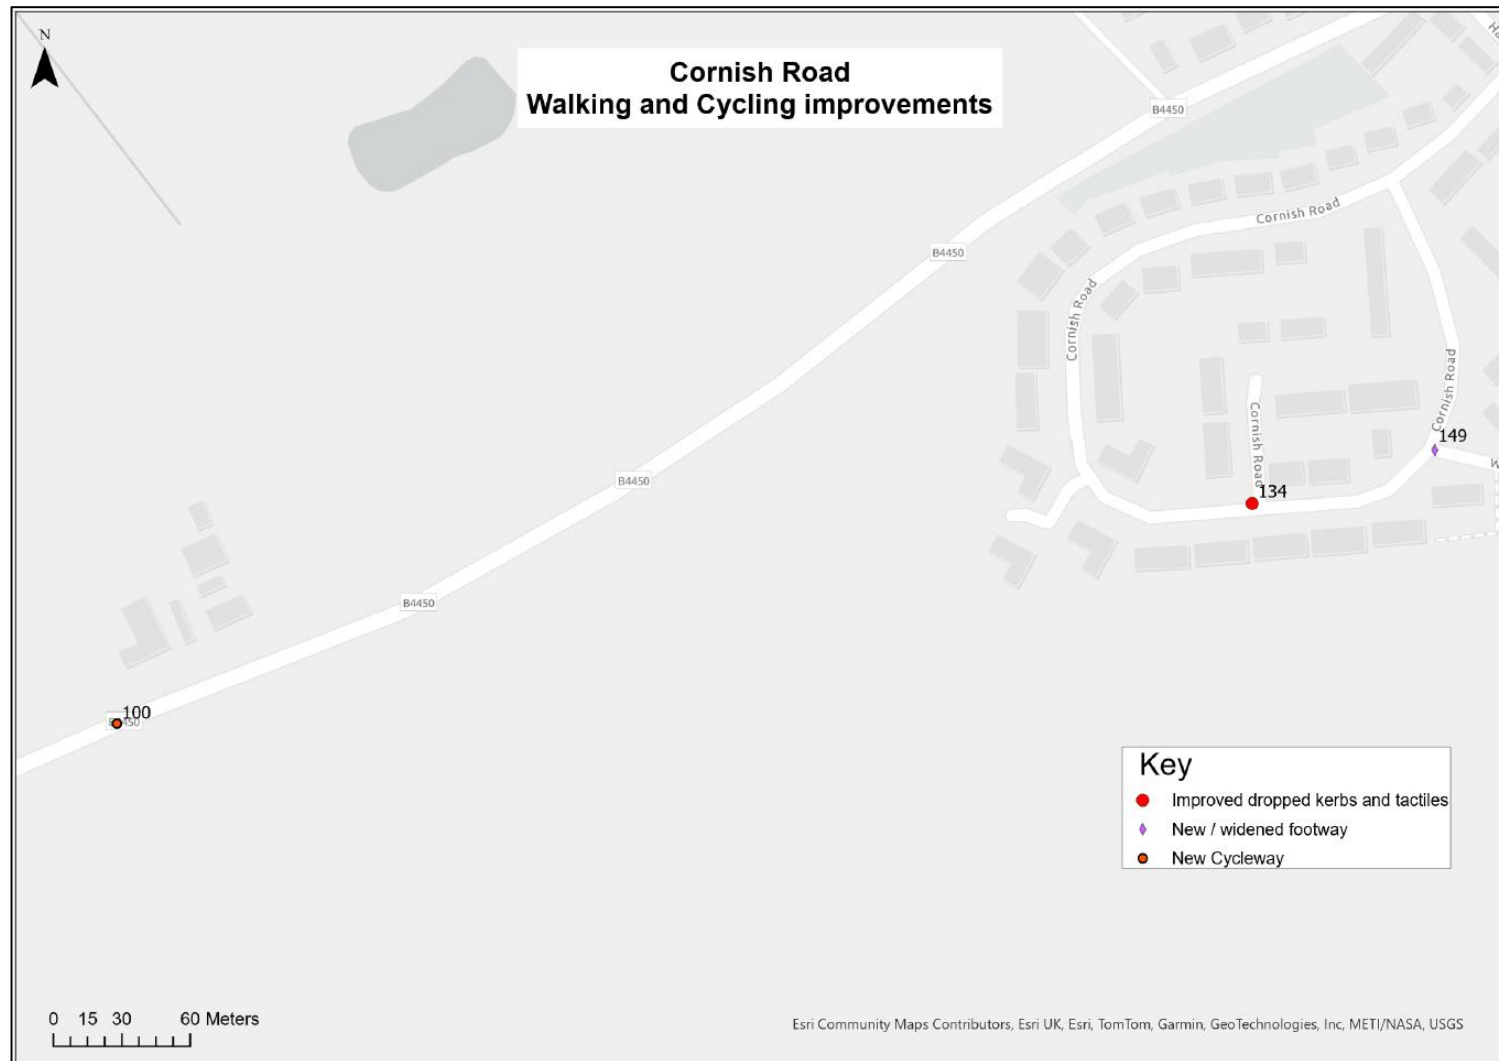 N
Cornish Road
Walking and Cycling improvements
B4450
Cornish Road
B4450
Cornish Road
Cornish Road
Cornish Road
149
B4450
134
B4450
100
Key
Improved dropped kerbs and tactiles
New / widened footway
New Cycleway
0 15 30 60 Meters
Esri Community Maps Contributors, Esri UK, Esri, TomTom, Garmin, GeoTechnologies, Inc, METI/NASA, USGS